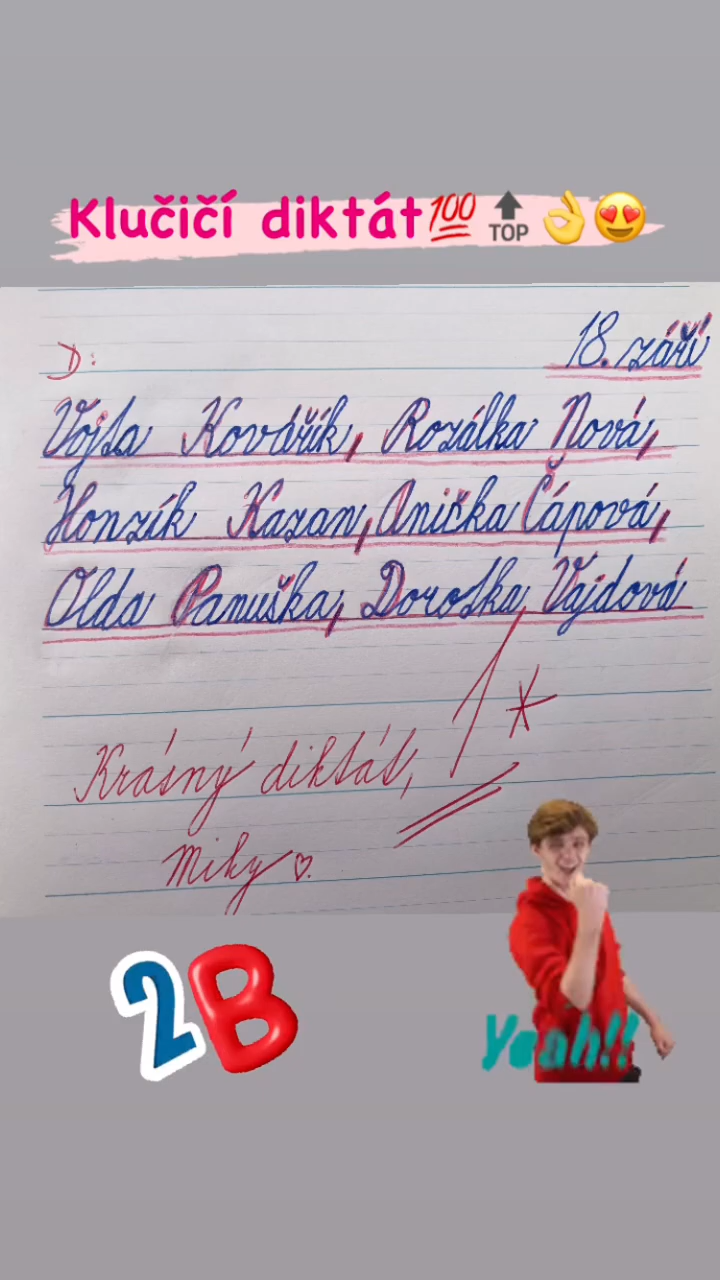 Klučičí diktát💯🔝👌😍
D:
18. září
Vojta Kovářík, Rozálka Nová,
Honzík Kazan, Anička Čápová,
Olda Panuška, Dorotka Vajdová
1*
Krásný diktát,
Miky ♡.
2B
Yeah!!